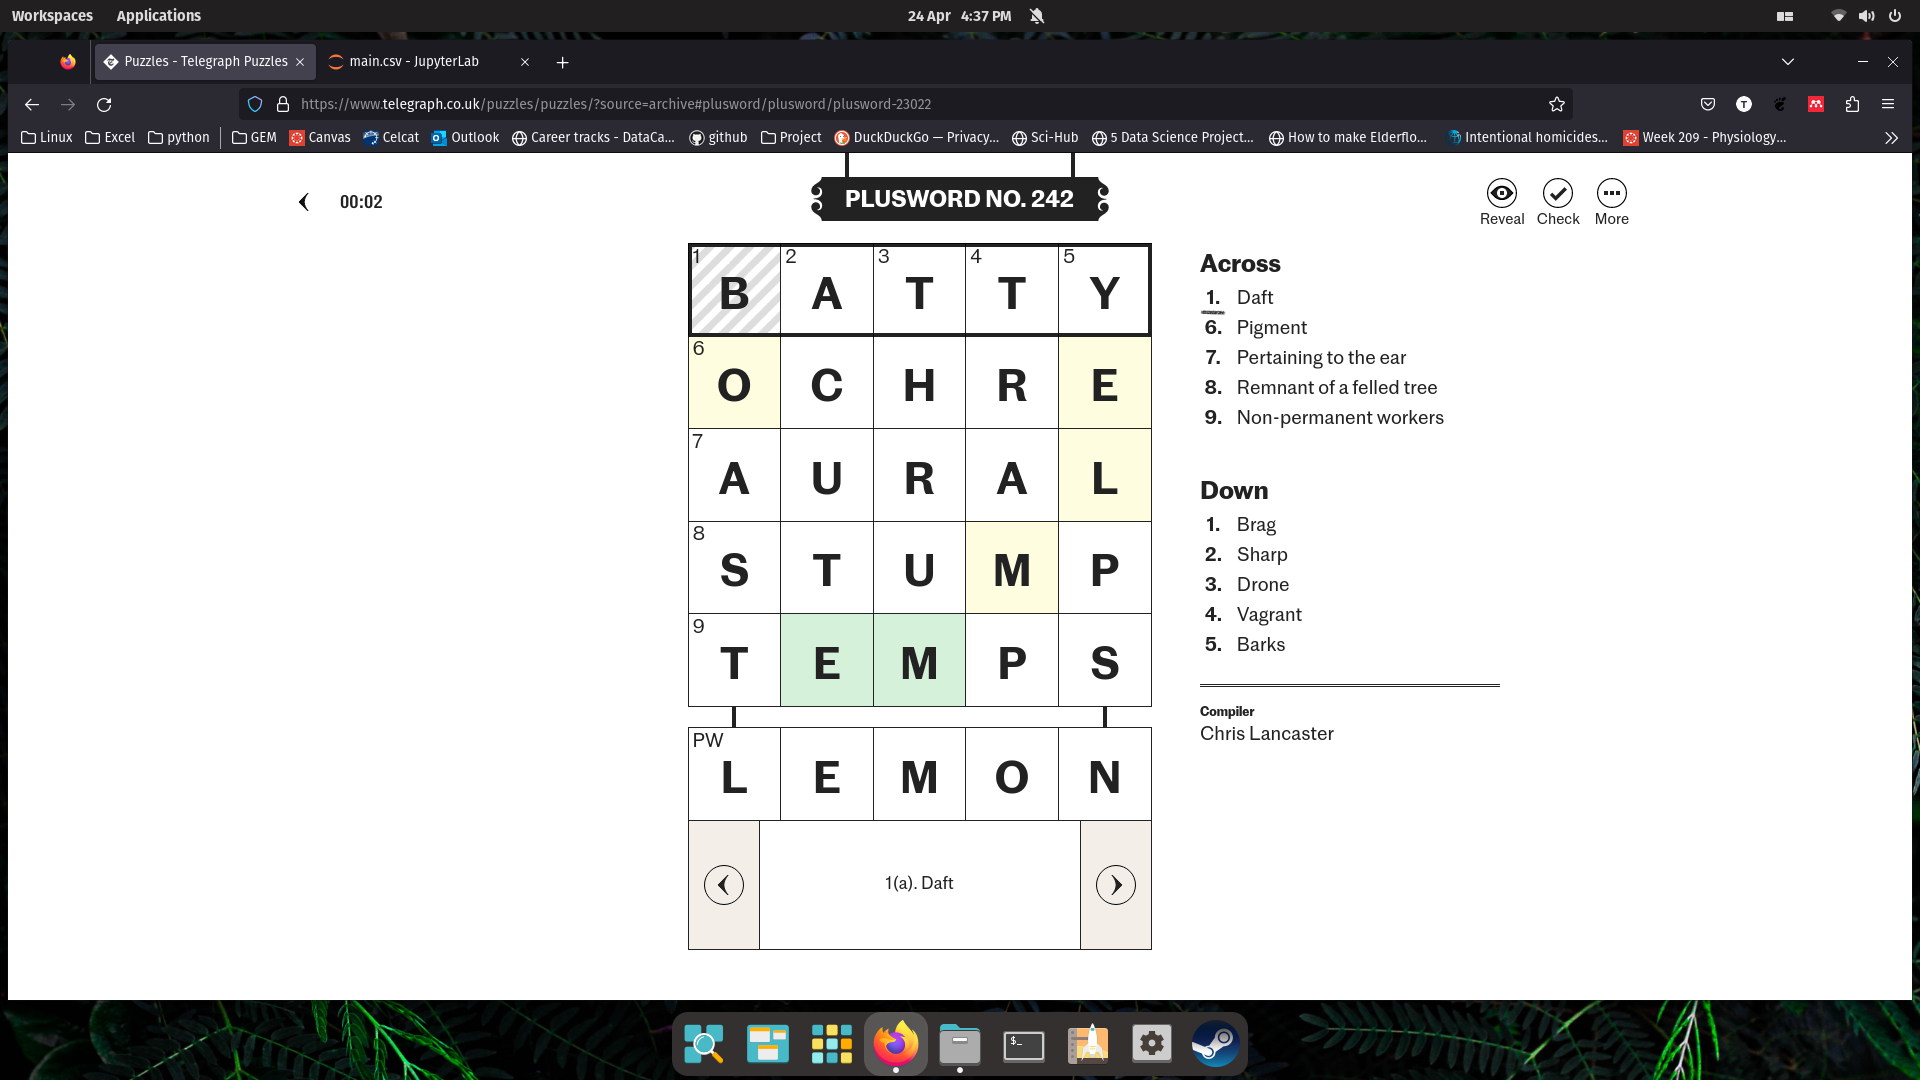 Workspaces Applications 24 Apr 4:37 PM
Puzzles - Telegraph Puzzles main.csv - JupyterLab
https://www.telegraph.co.uk/puzzles/puzzles/?source=archive#plusword/plusword/plusword-23022
Linux Excel python GEM Canvas Celcat Outlook Career tracks - DataCa... github Project DuckDuckGo — Privacy... Sci-Hub 5 Data Science Project... How to make Elderflo... Intentional homicides... Week 209 - Physiology...
00:02
PLUSWORD NO. 242
Reveal Check More
1 B 2 A 3 T 4 T 5 Y
6 O C H R E
7 A U R A L
8 S T U M P
9 T E M P S
PW L E M O N
1(a). Daft
Across
1. Daft
6. Pigment
7. Pertaining to the ear
8. Remnant of a felled tree
9. Non-permanent workers
Down
1. Brag
2. Sharp
3. Drone
4. Vagrant
5. Barks
Compiler
Chris Lancaster